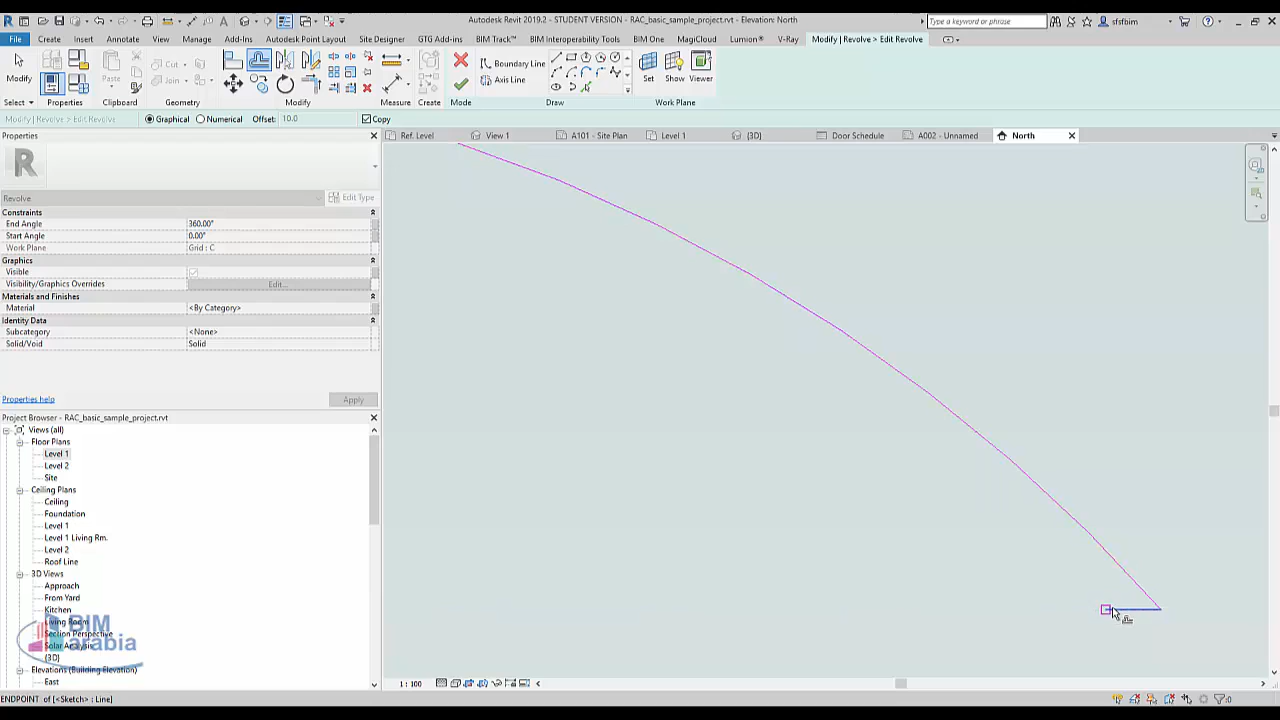 Autodesk Revit 2019.2 - STUDENT VERSION - RAC_basic_sample_project.rvt - Elevation: North
Type a keyword or phrase
sfsfbim
File Create Insert Annotate View Manage Add-Ins Autodesk Point Layout Site Designer GTG Add-ins BIM Track™ BIM Interoperability Tools BIM One MagiCloud Lumion® V-Ray Modify | Revolve > Edit Revolve
Modify Paste Cut Join Boundary Line Axis Line Set Show Viewer
Select Properties Clipboard Geometry Modify Measure Create Mode Draw Work Plane
Modify | Revolve > Edit Revolve Graphical Numerical Offset: 10.0 Copy
Properties
Ref. Level View 1 A101 - Site Plan Level 1 {3D} Door Schedule A002 - Unnamed North
Revolve Edit Type
Constraints
End Angle 360.00°
Start Angle 0.00°
Work Plane Grid : C
Graphics
Visible
Visibility/Graphics Overrides Edit...
Materials and Finishes
Material <By Category>
Identity Data
Subcategory <None>
Solid/Void Solid
Properties help Apply
Project Browser - RAC_basic_sample_project.rvt
Views (all)
Floor Plans
Level 1
Level 2
Site
Ceiling Plans
Ceiling
Foundation
Level 1
Level 1 Living Rm.
Level 2
Roof Line
3D Views
Approach
From Yard
Kitchen
Living Room
Section Perspective
Solar Analysis
{3D}
Elevations (Building Elevation)
East
BIM
arabia
1 : 100
ENDPOINT of [<Sketch> : Line]
:0